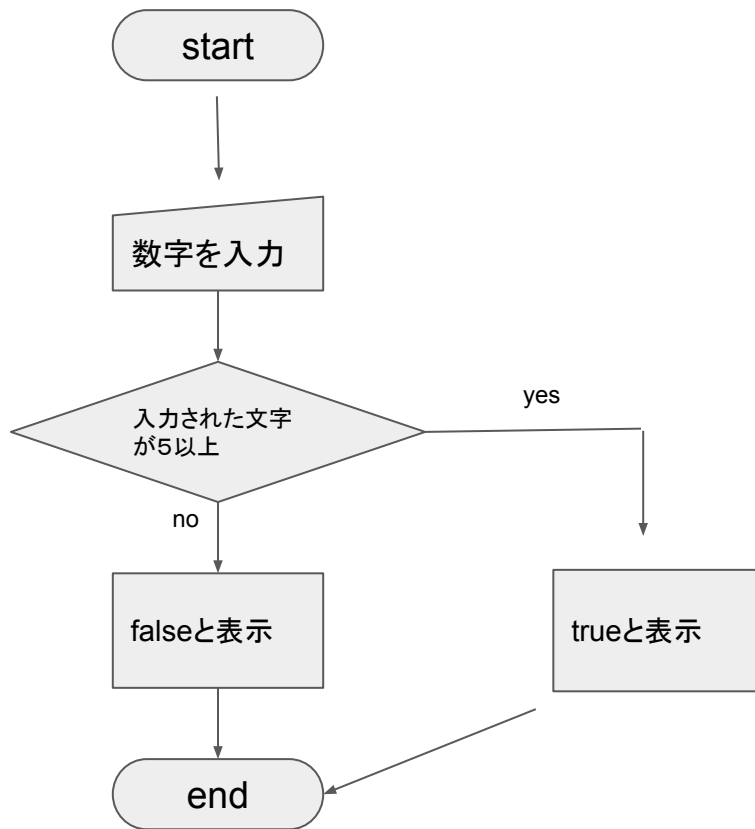 start
数字を入力
入力された文字
が５以上
yes
no
falseと表示
trueと表示
end